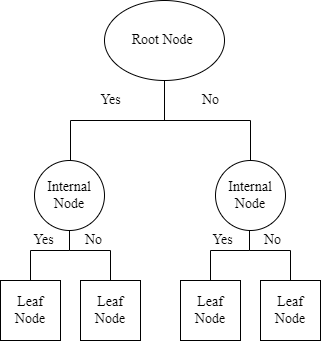 Root Node
Yes
No
Internal
Node
Internal
Node
Yes
No
Yes
No
Leaf
Node
Leaf
Node
Leaf
Node
Leaf
Node